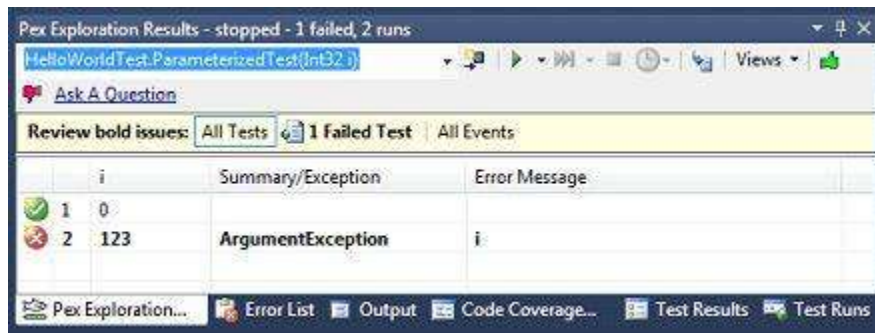 Pex Exploration Results - stopped - 1 failed, 2 runs
HelloWorldTest.ParameterizedTest(Int32 i)
Views
Ask A Question
Review bold issues: All Tests 1 Failed Test All Events
i Summary/Exception Error Message
1 0
2 123 ArgumentException i
Pex Exploration... Error List Output Code Coverage... Test Results Test Runs